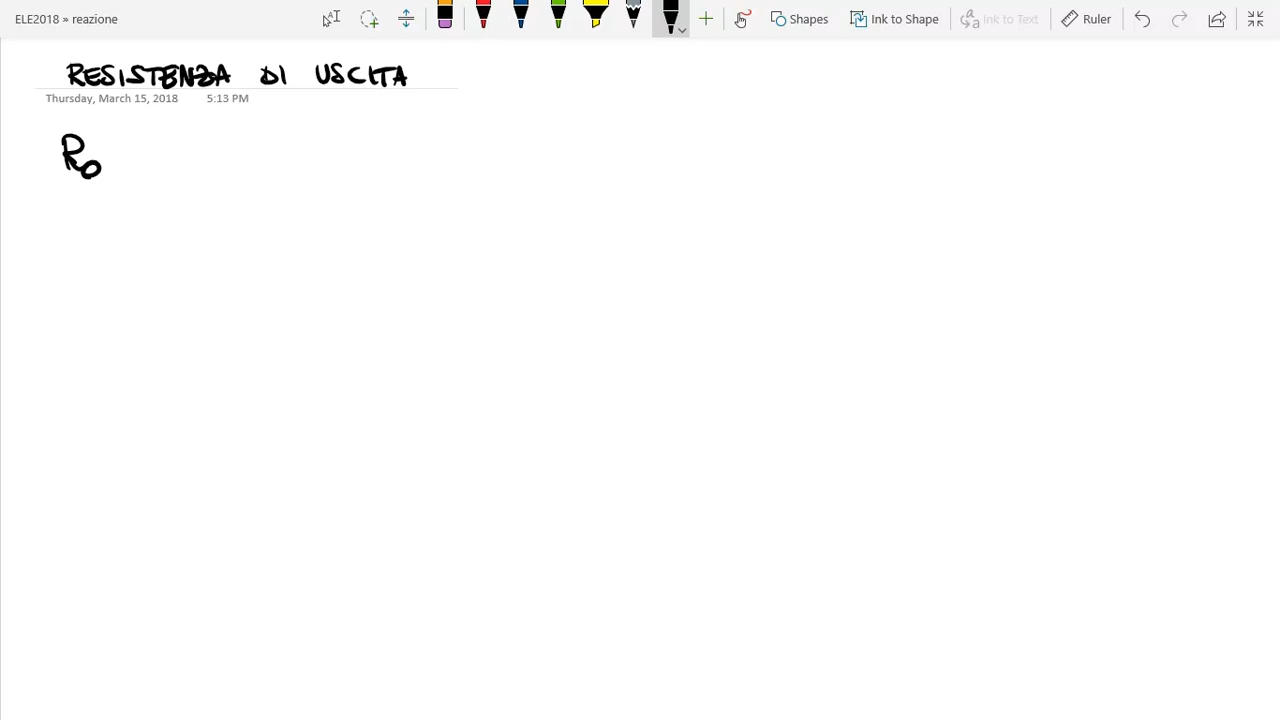 ELE2018 » reazione
Shapes
Ink to Shape
Ink to Text
Ruler
RESISTENZA DI USCITA
Thursday, March 15, 2018 5:13 PM
Ro